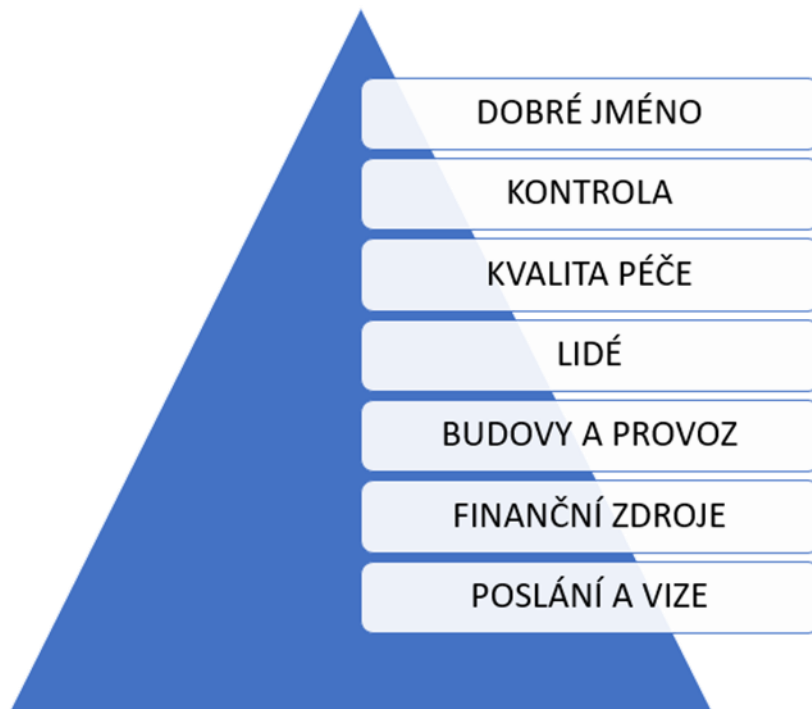 DOBRÉ JMÉNO
KONTROLA
KVALITA PÉČE
LIDÉ
BUDOVY A PROVOZ
FINANČNÍ ZDROJE
POSLÁNÍ A VIZE